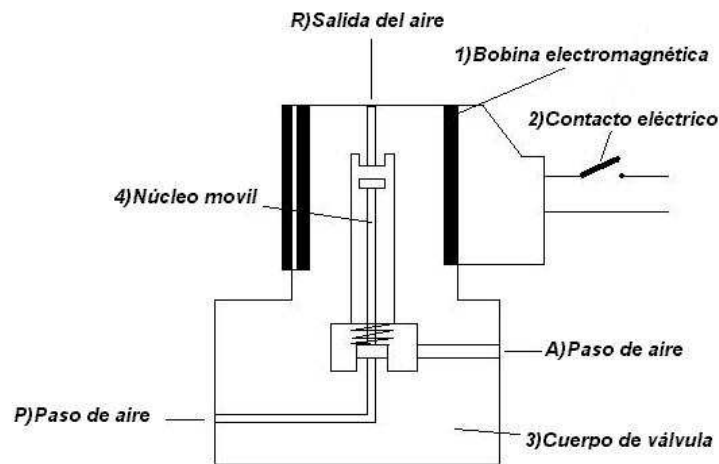 R)Salida del aire
1)Bobina electromagnética
2)Contacto eléctrico
4)Núcleo movil
A)Paso de aire
P)Paso de aire
3)Cuerpo de válvula